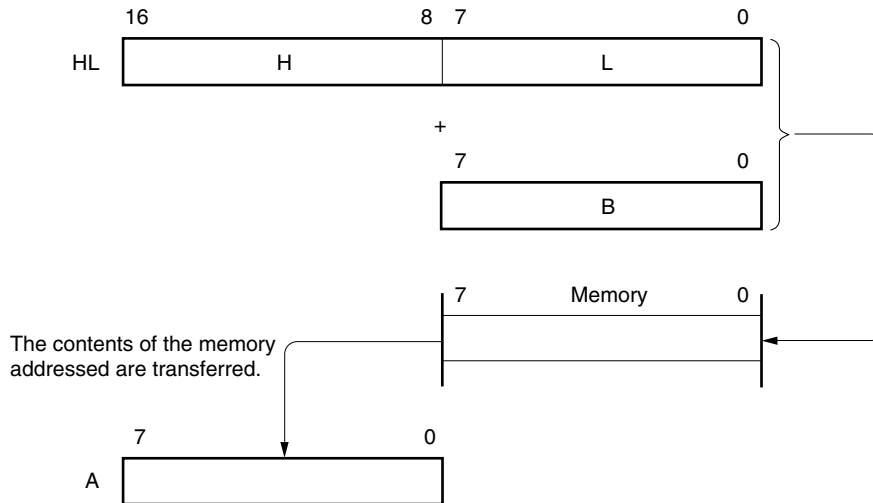 16 8 7 0
HL H L
+
7 0
B
7 Memory 0
The contents of the memory
addressed are transferred.
7 0
A